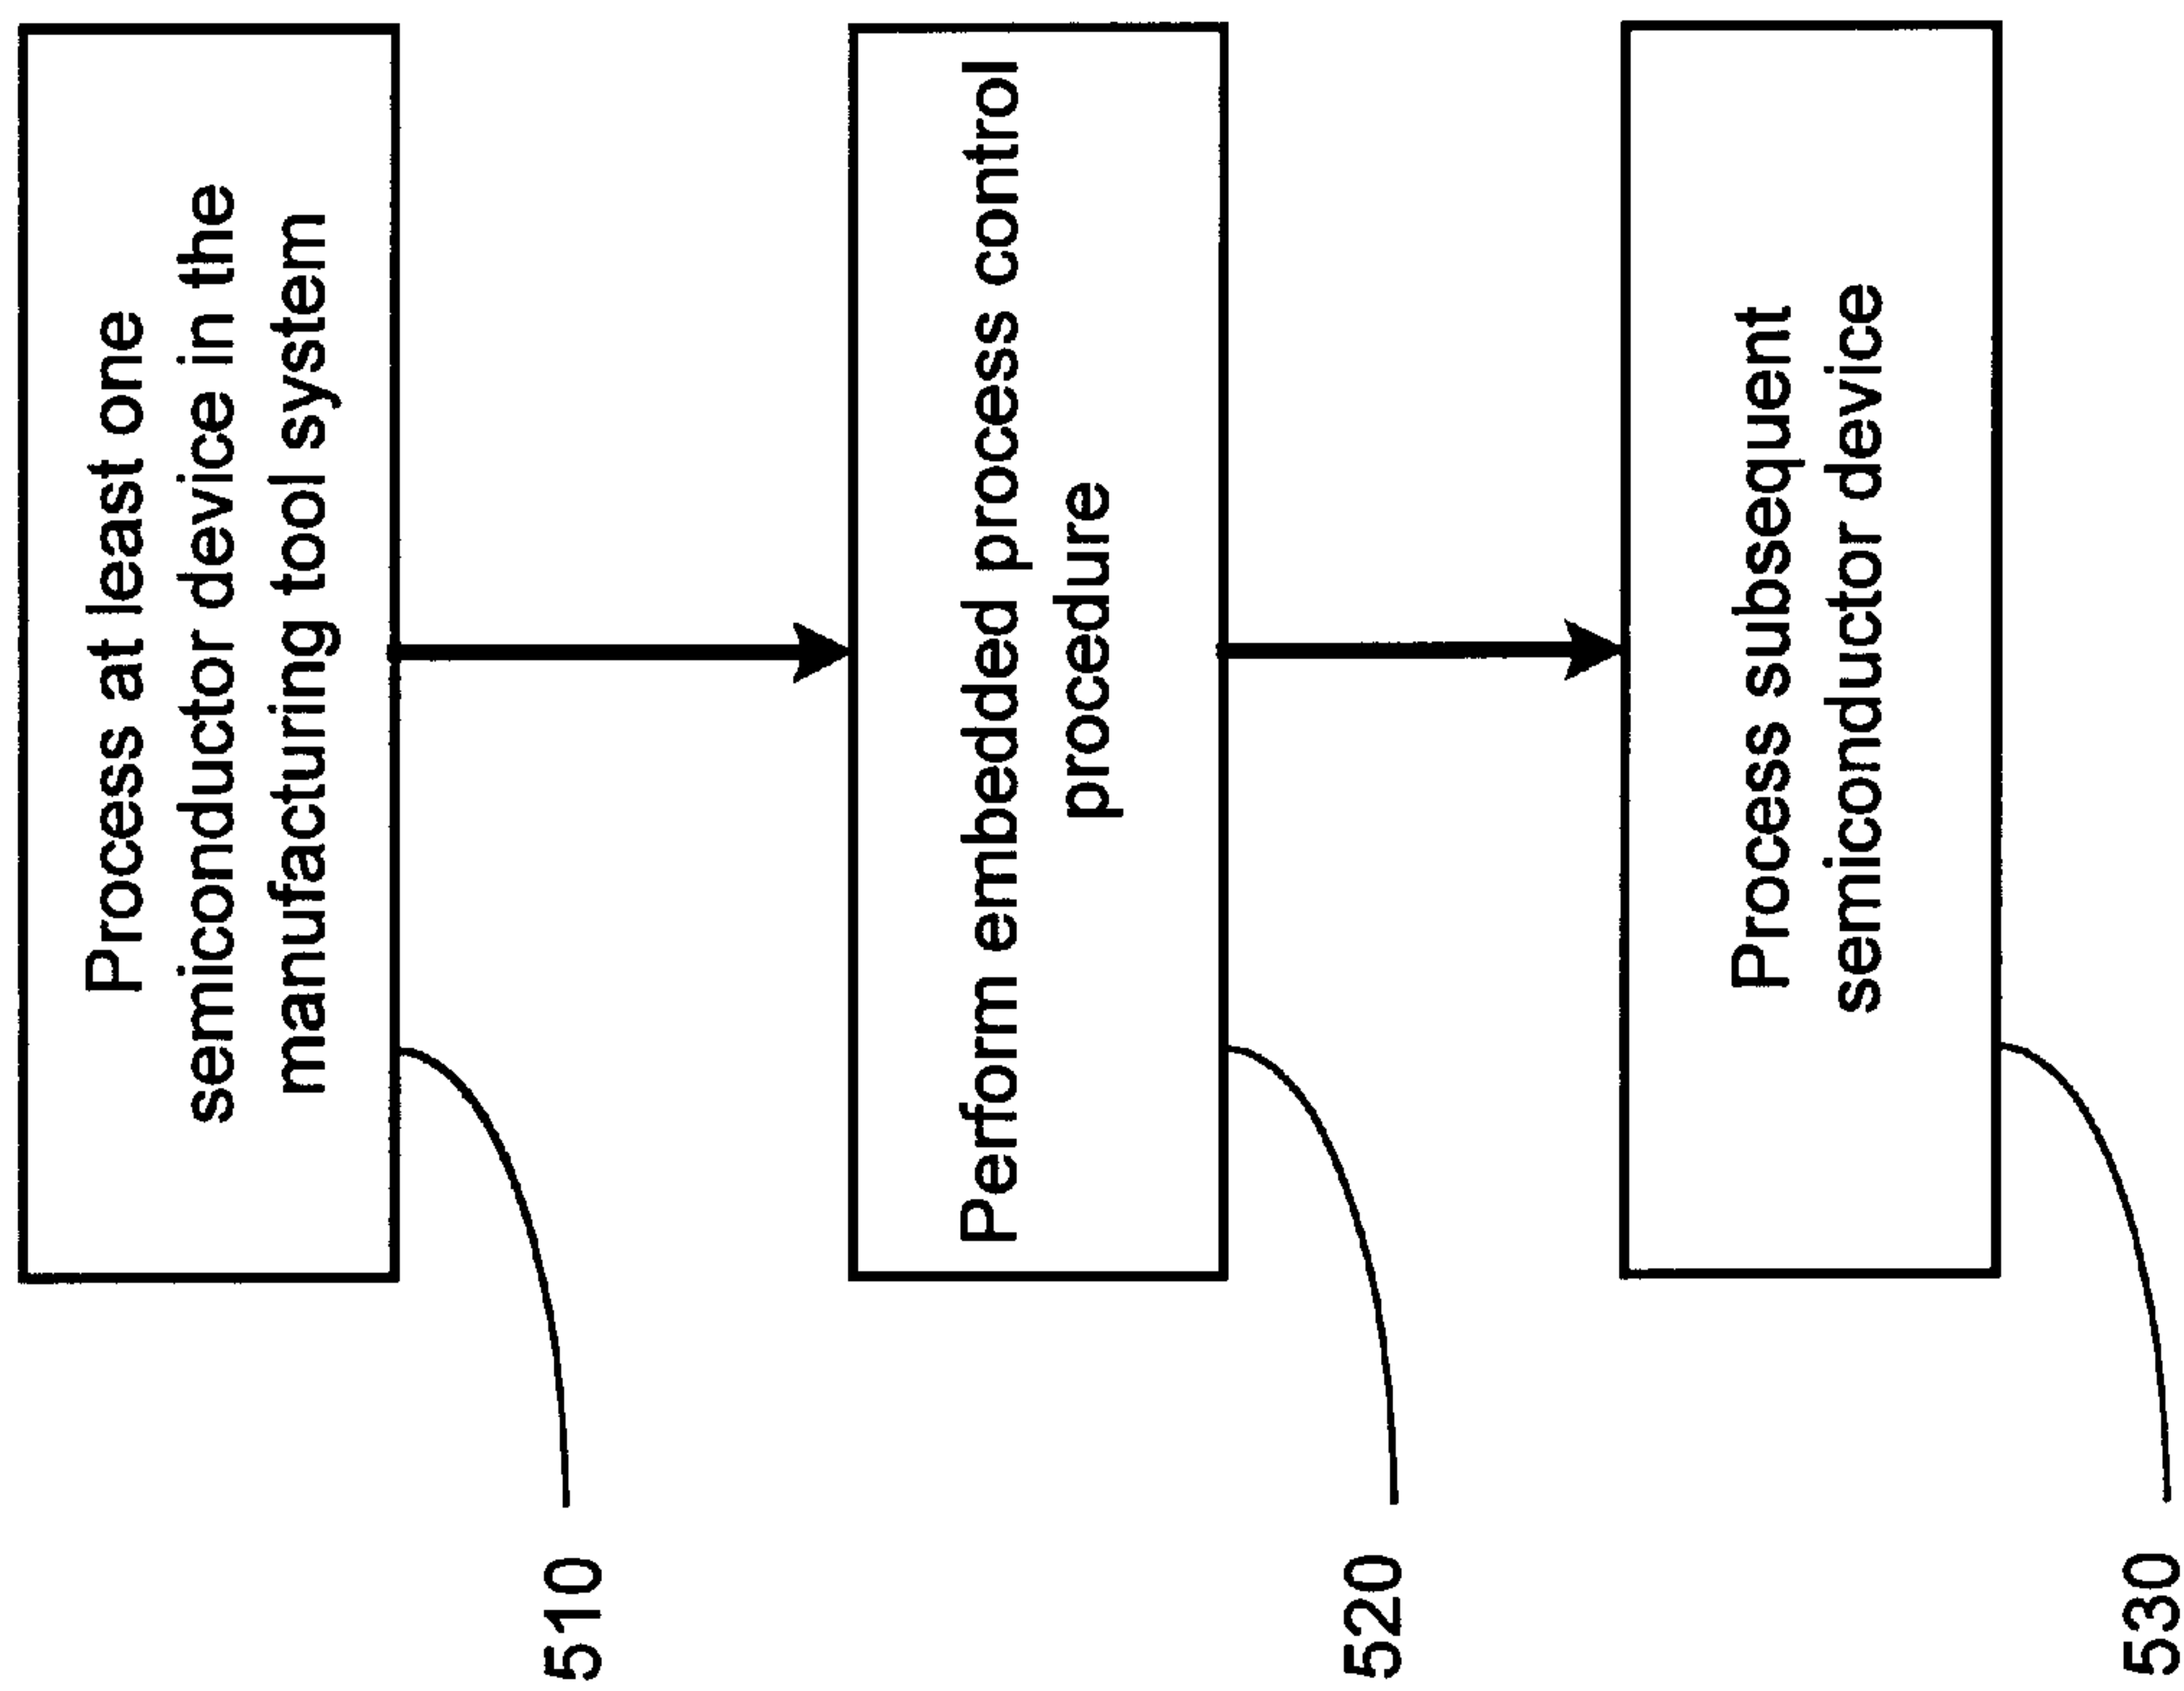 Process at least one
semiconductor device in the
manufacturing tool system
510
Perform embedded process control
procedure
520
Process subsequent
semiconductor device
530